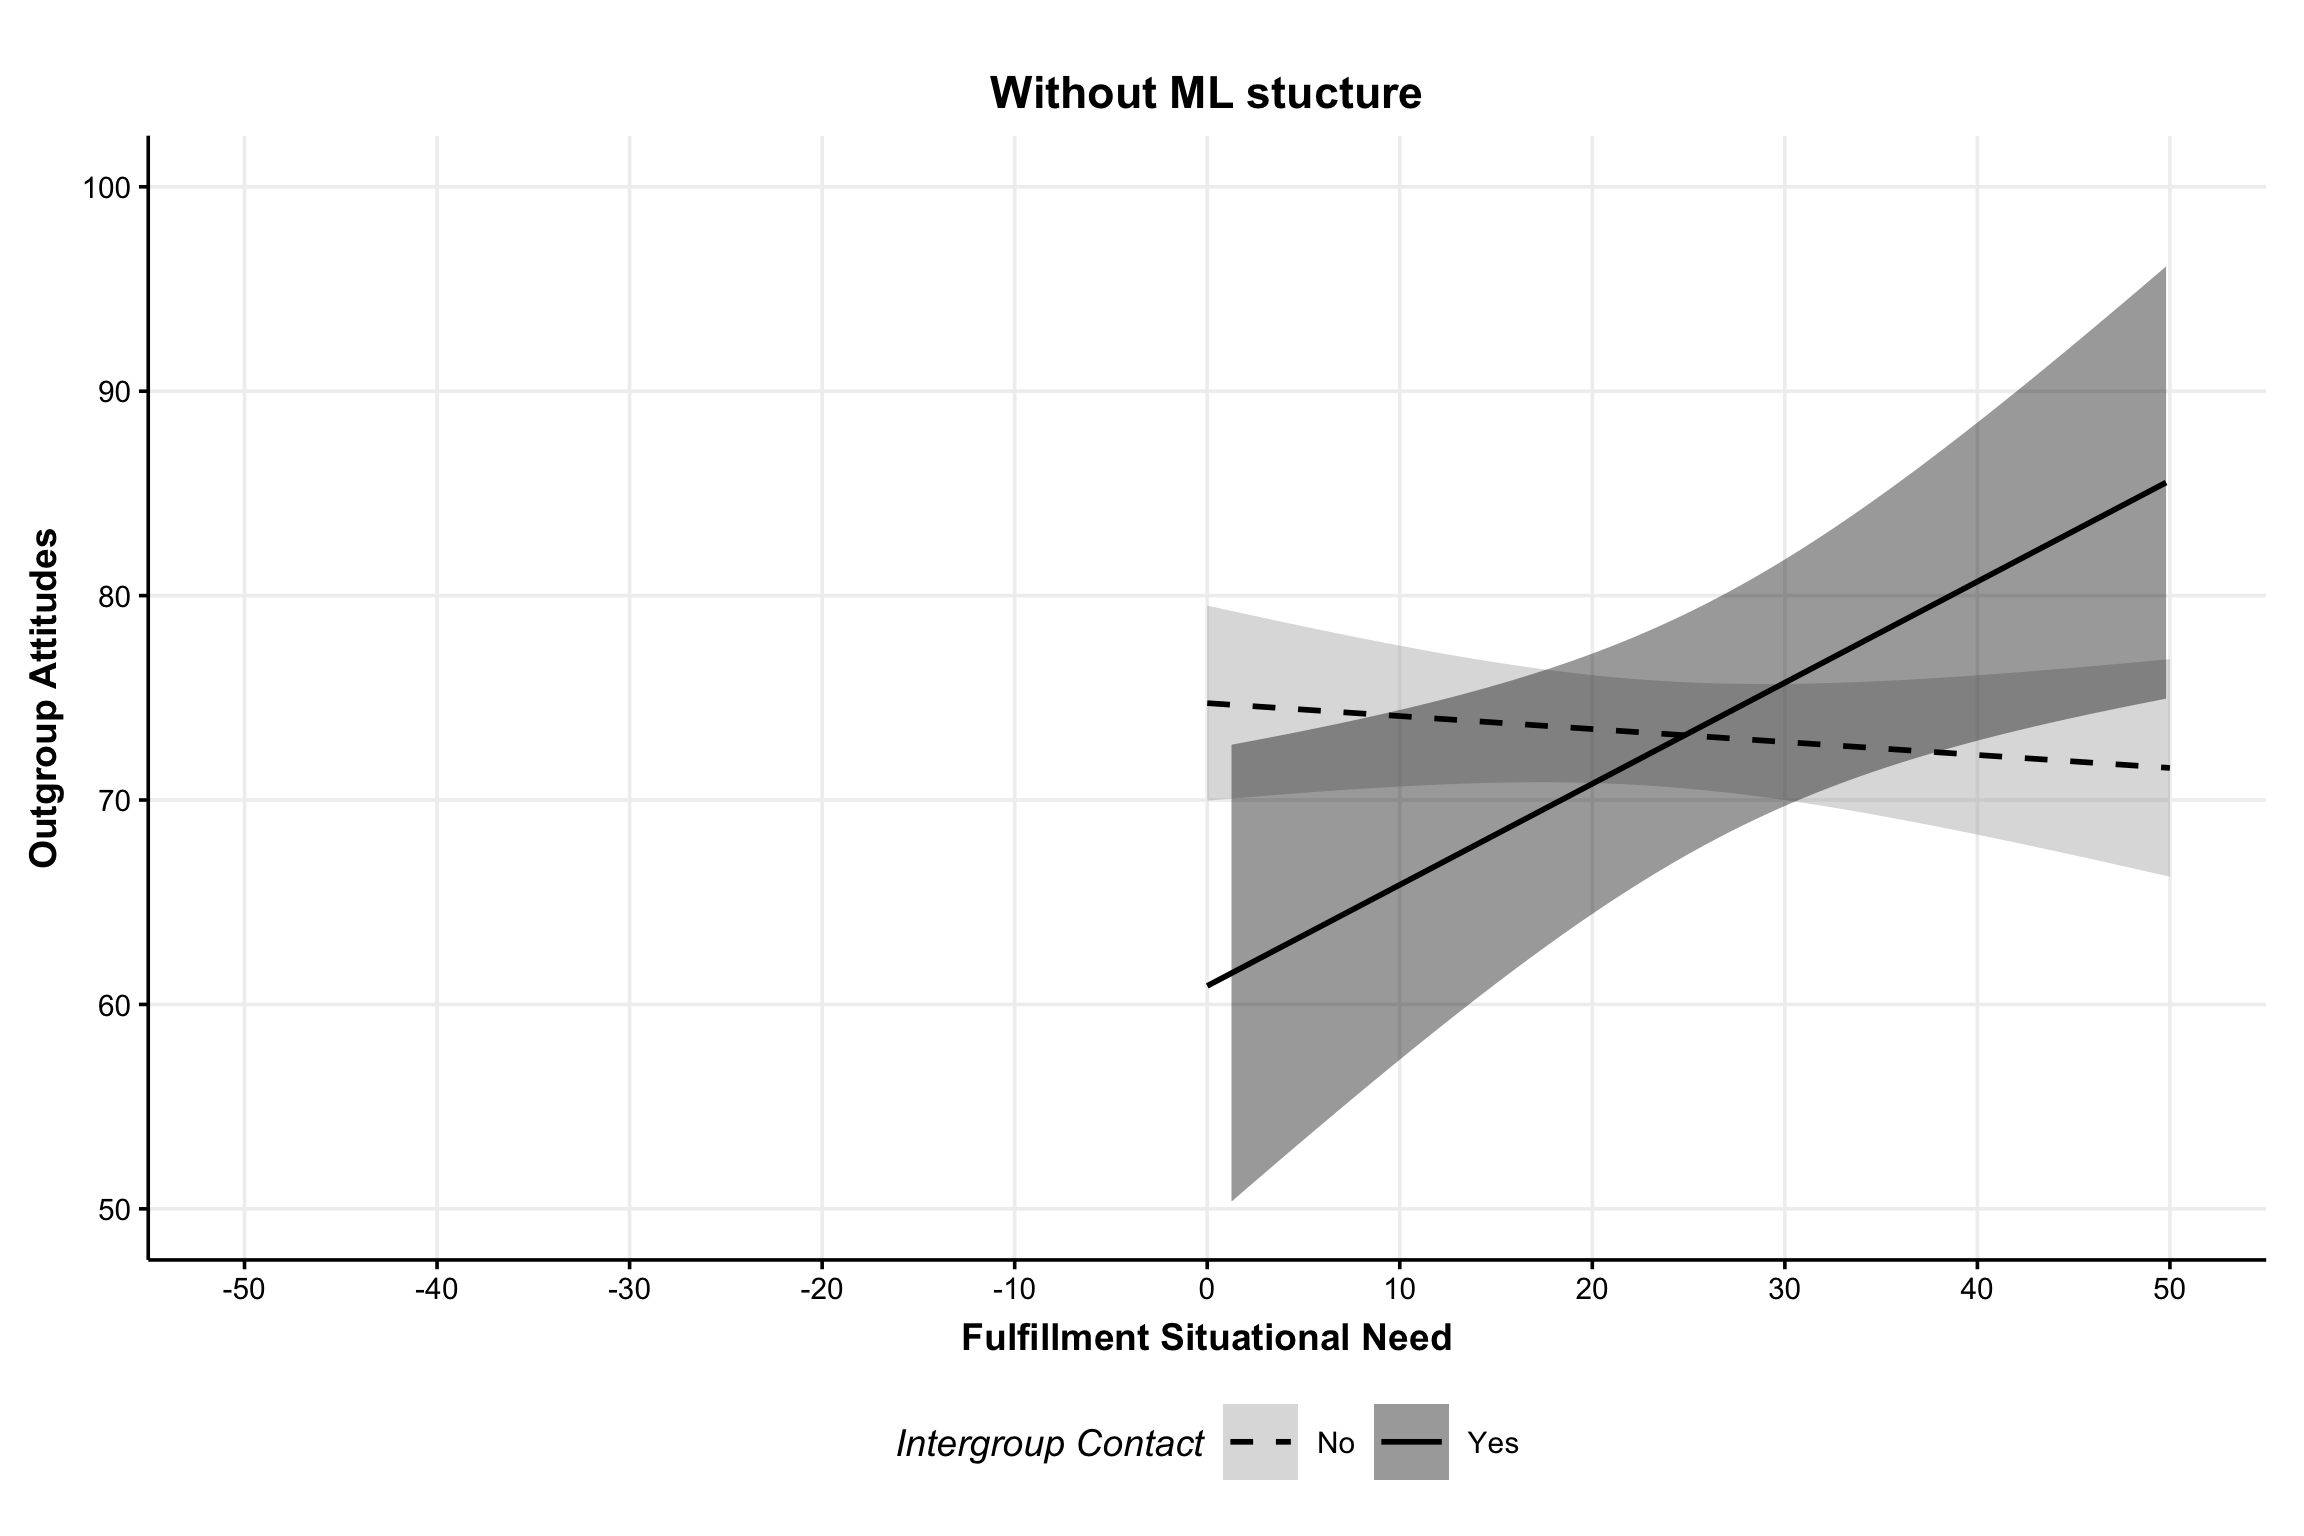 Without ML stucture
100
90
80
70
60
50
Outgroup Attitudes
-50 -40 -30 -20 -10 0 10 20 30 40 50
Fulfillment Situational Need
Intergroup Contact No Yes